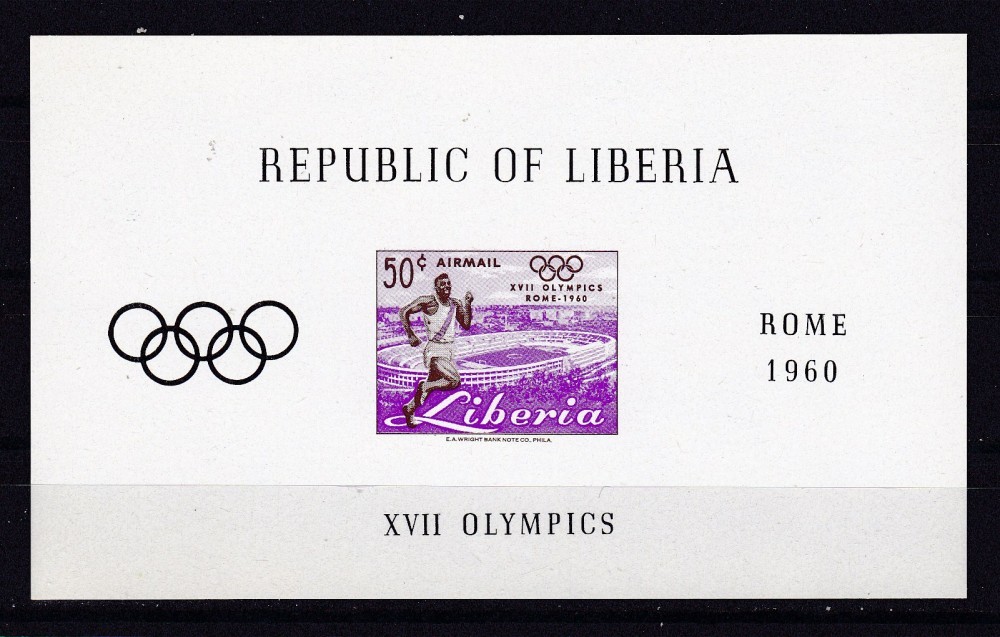 REPUBLIC OF LIBERIA
50¢ AIRMAIL
XVII OLYMPICS
ROME-1960
Liberia
E.A. WRIGHT BANK NOTE CO., PHILA.
ROME
1960
XVII OLYMPICS